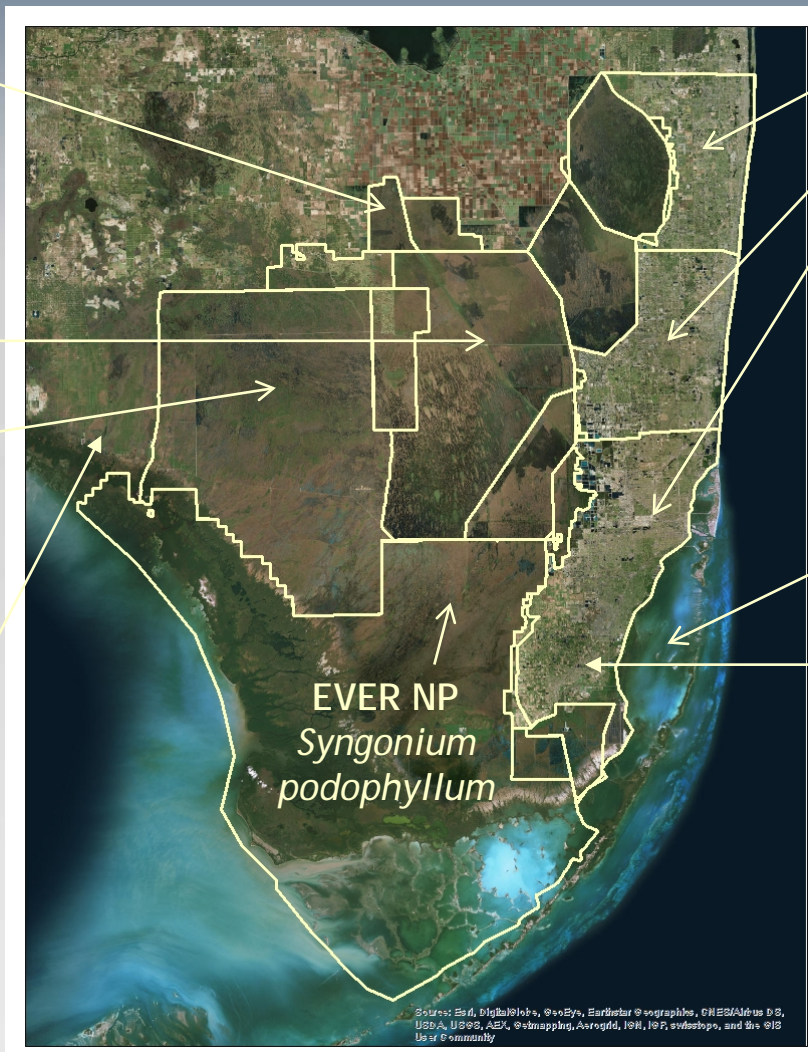 EVER NP
Syngonium
podophyllum
Source: Esri, DigitalGlobe, GeoEye, Earthstar Geographics, CNES/Airbus DS,
USDA, USGS, AEX, Getmapping, Aerogrid, IGN, IGP, swisstopo, and the GIS
User Community